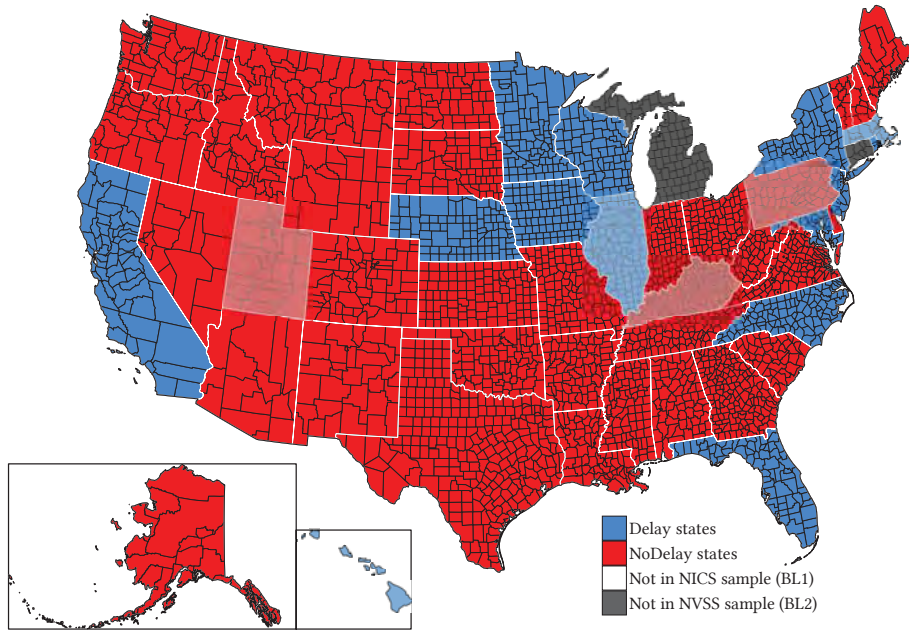 Delay states
NoDelay states
Not in NICS sample (BL1)
Not in NVSS sample (BL2)